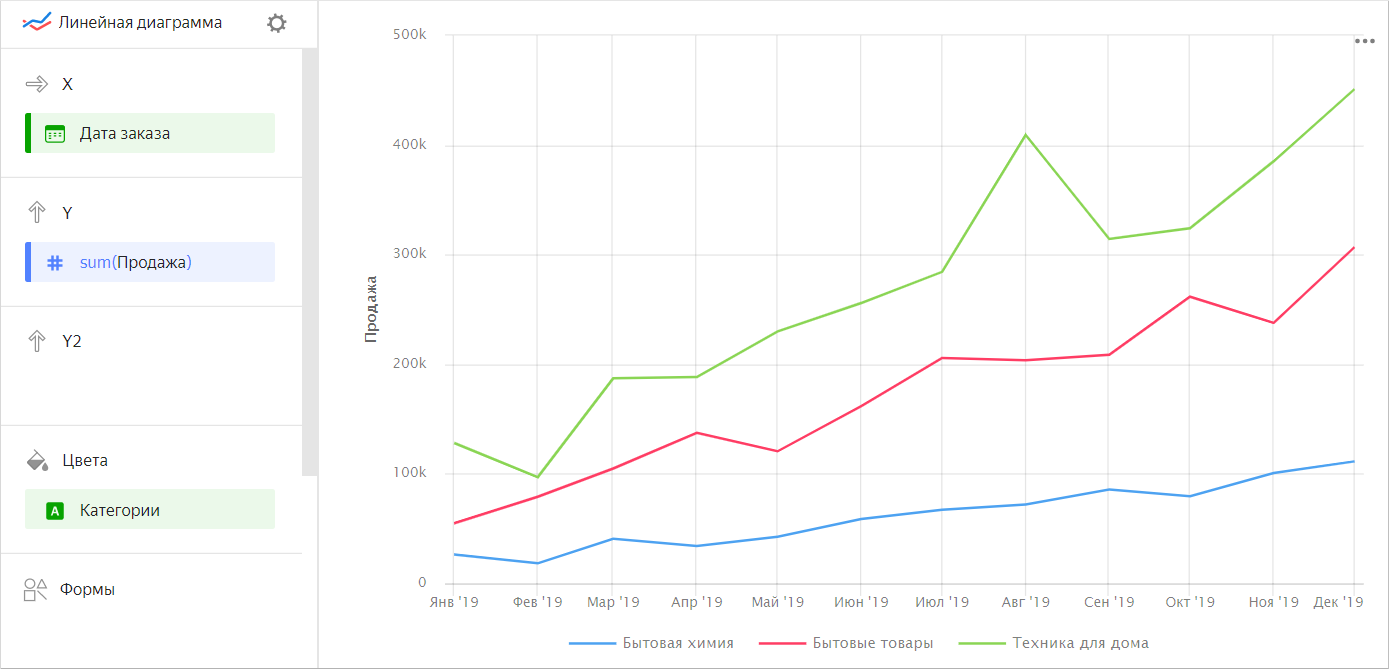 Линейная диаграмма
X
Дата заказа
Y
sum(Продажа)
Y2
Цвета
A Категории
Формы
500k
400k
300k
200k
100k
0
Продажа
Янв '19 Фев '19 Мар '19 Апр '19 Май '19 Июн '19 Июл '19 Авг '19 Сен '19 Окт '19 Ноя '19 Дек '19
Бытовая химия Бытовые товары Техника для дома